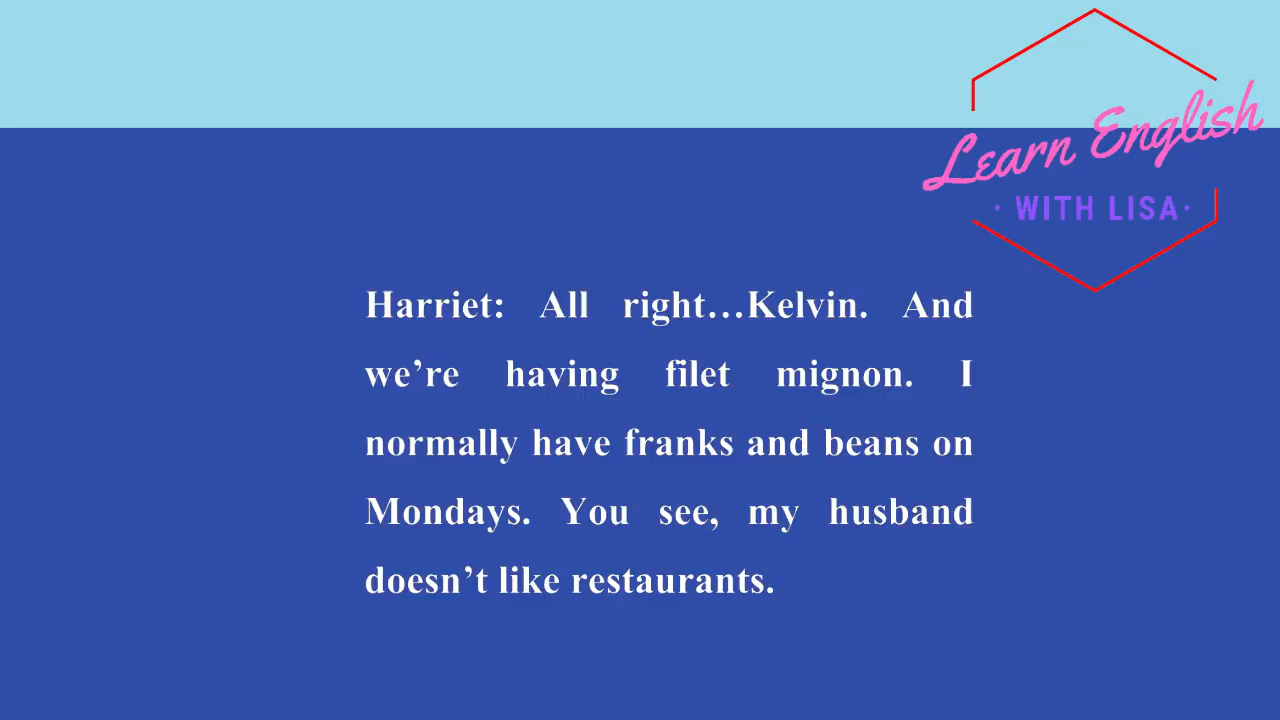 Learn English
· WITH LISA·
Harriet: All right…Kelvin. And
we’re having filet mignon. I
normally have franks and beans on
Mondays. You see, my husband
doesn’t like restaurants.